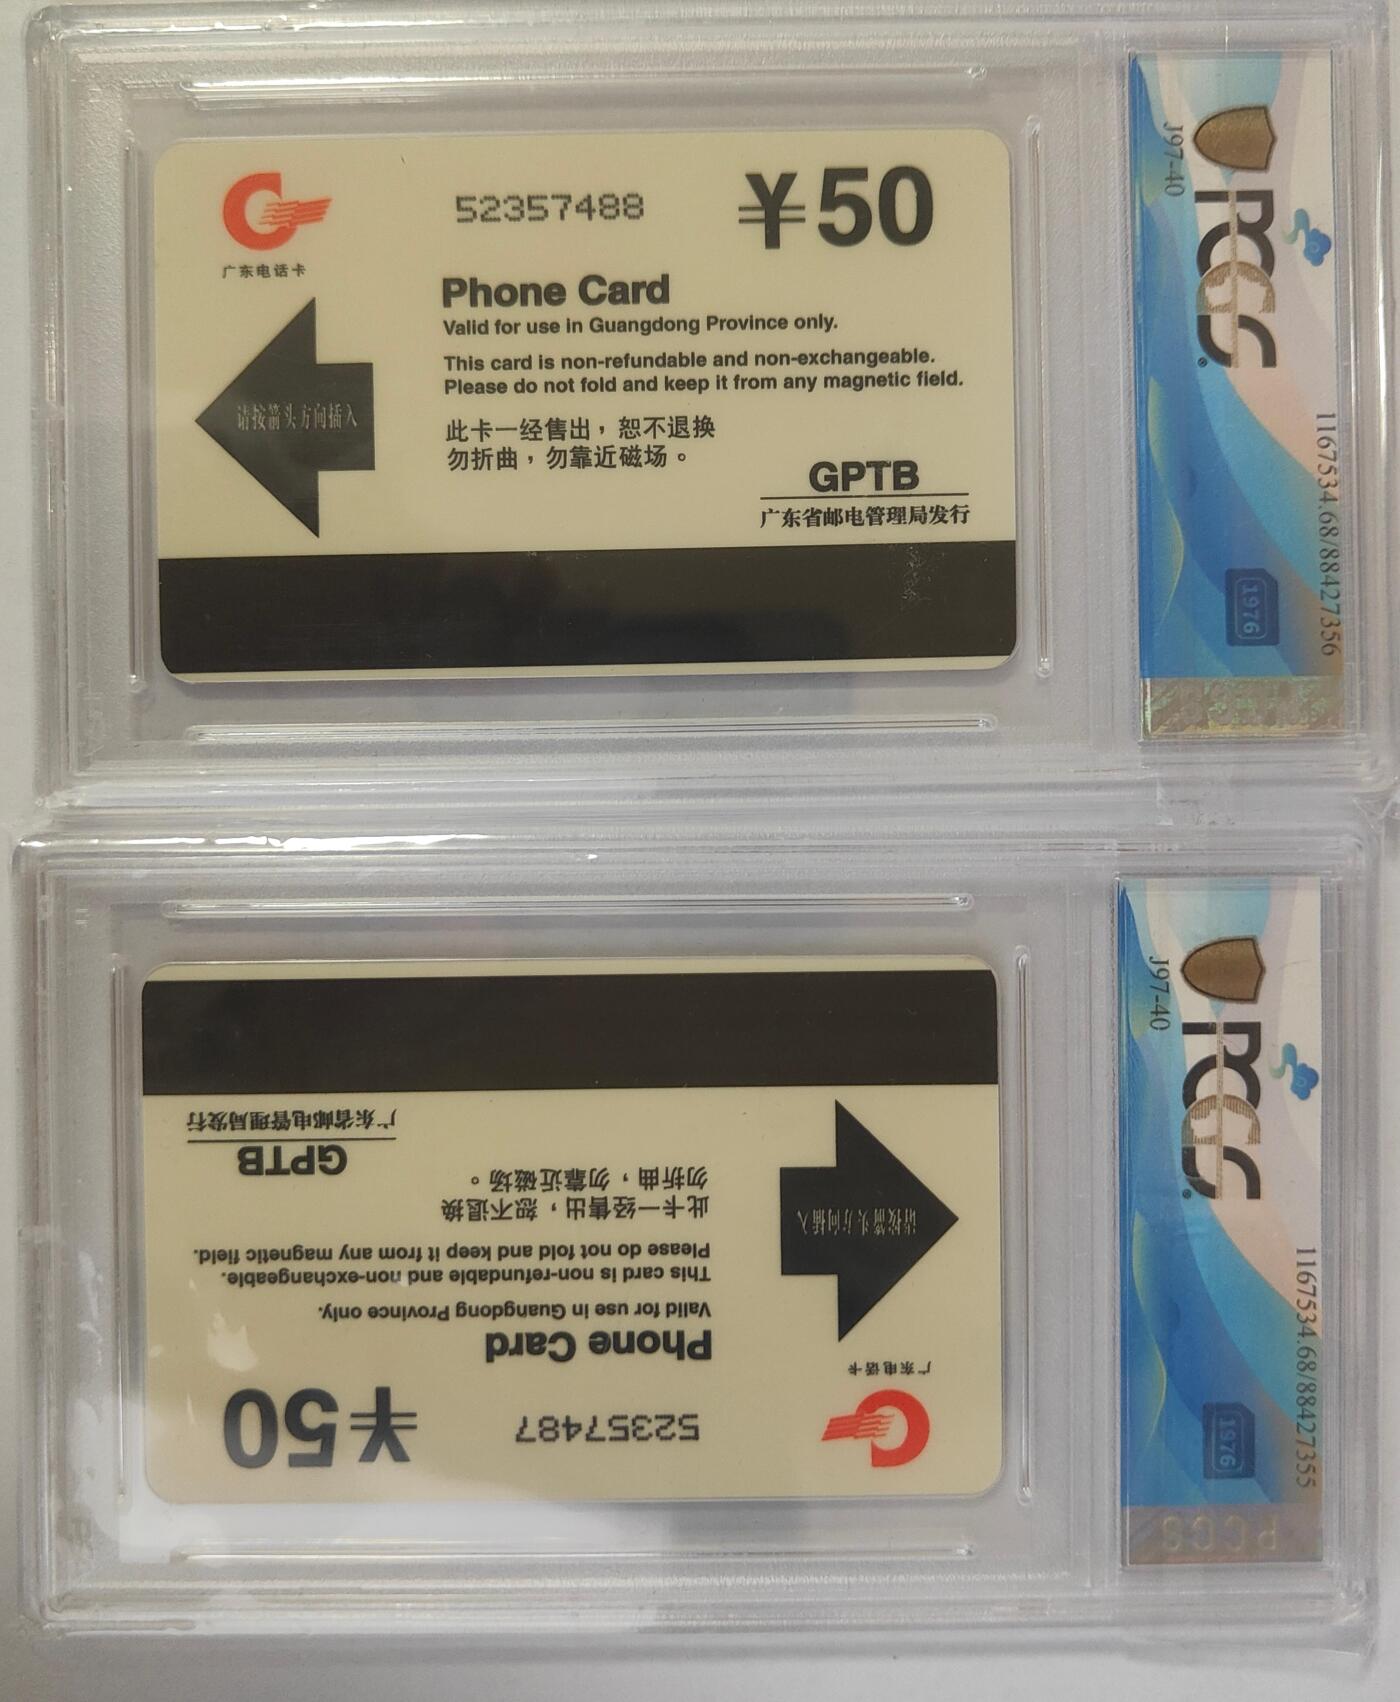 52357488
¥50
广东电话卡
Phone Card
Valid for use in Guangdong Province only.
This card is non-refundable and non-exchangeable.
Please do not fold and keep it from any magnetic field.
请按箭头方向插入
此卡一经售出，恕不退换
勿折曲，勿靠近磁场。
GPTB
广东省邮电管理局发行
J97-40
PCCS
1167534.68/88427356
1976
52357487
¥50
广东电话卡
Phone Card
Valid for use in Guangdong Province only.
This card is non-refundable and non-exchangeable.
Please do not fold and keep it from any magnetic field.
请按箭头方向插入
此卡一经售出，恕不退换
勿折曲，勿靠近磁场。
GPTB
广东省邮电管理局发行
J97-40
PCCS
1167534.68/88427355
1976
PCCS